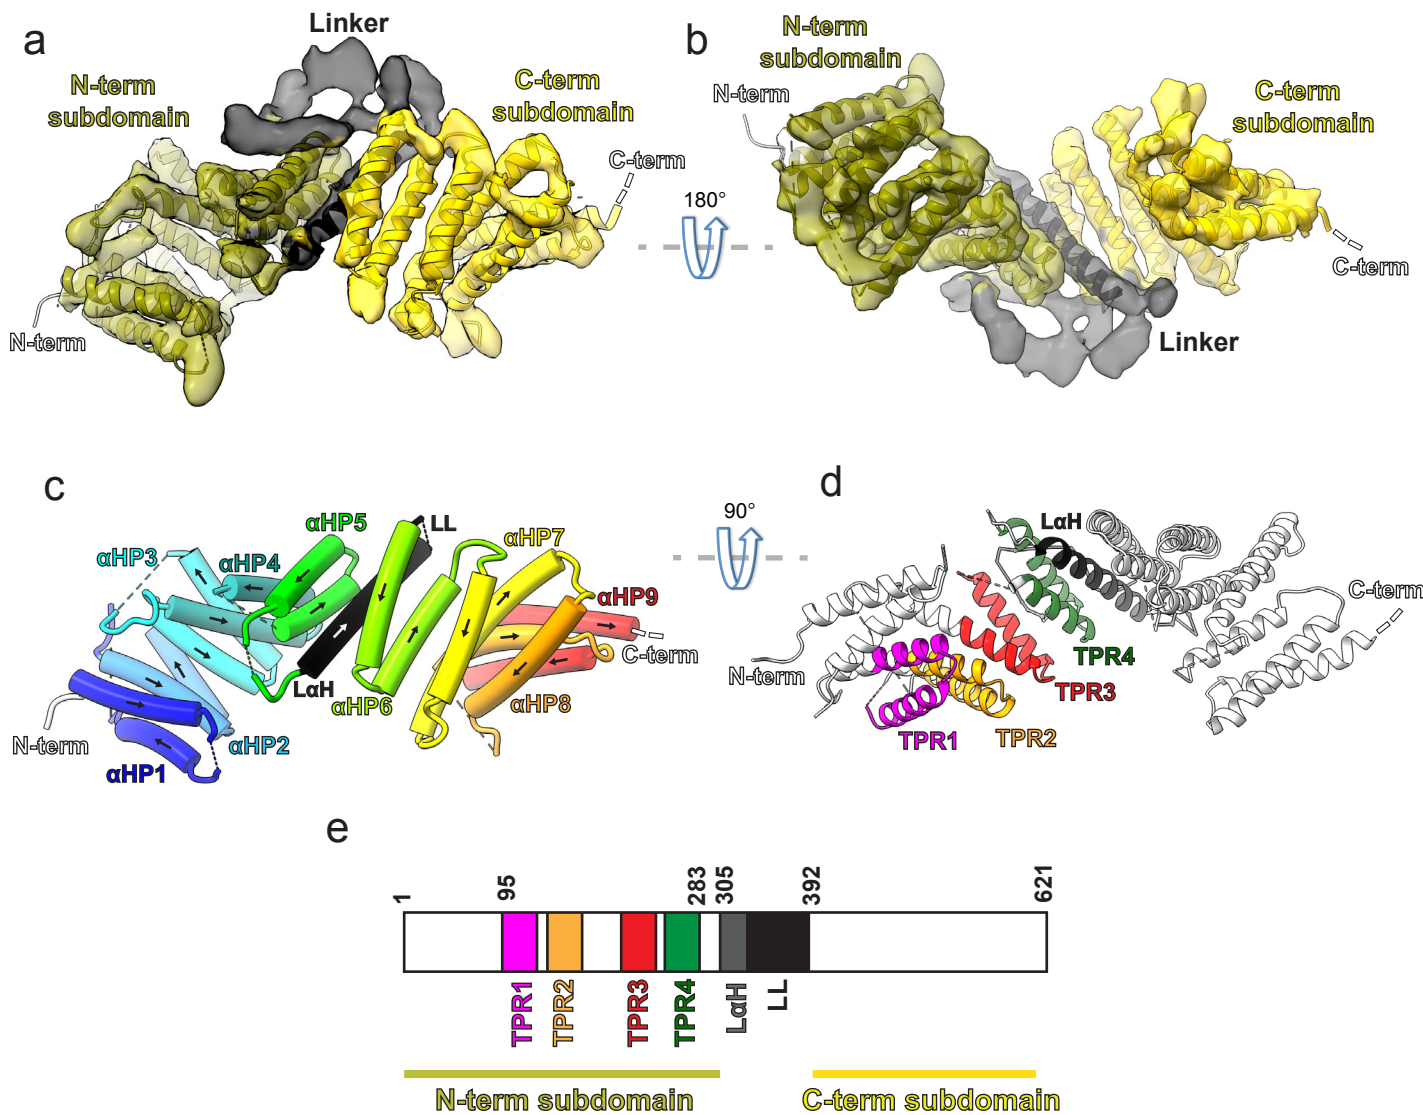 a
Linker
N-term
subdomain
C-term
subdomain
C-term
N-term
180°
b
N-term
subdomain
N-term
C-term
subdomain
C-term
Linker
c
αHP5
LL
αHP3
αHP4
αHP7
αHP9
C-term
LαH
αHP6
αHP8
N-term
αHP2
αHP1
90°
d
LαH
C-term
N-term
TPR4
TPR3
TPR1
TPR2
e
1
95
283
305
392
621
TPR1
TPR2
TPR3
TPR4
LαH
LL
N-term subdomain
C-term subdomain